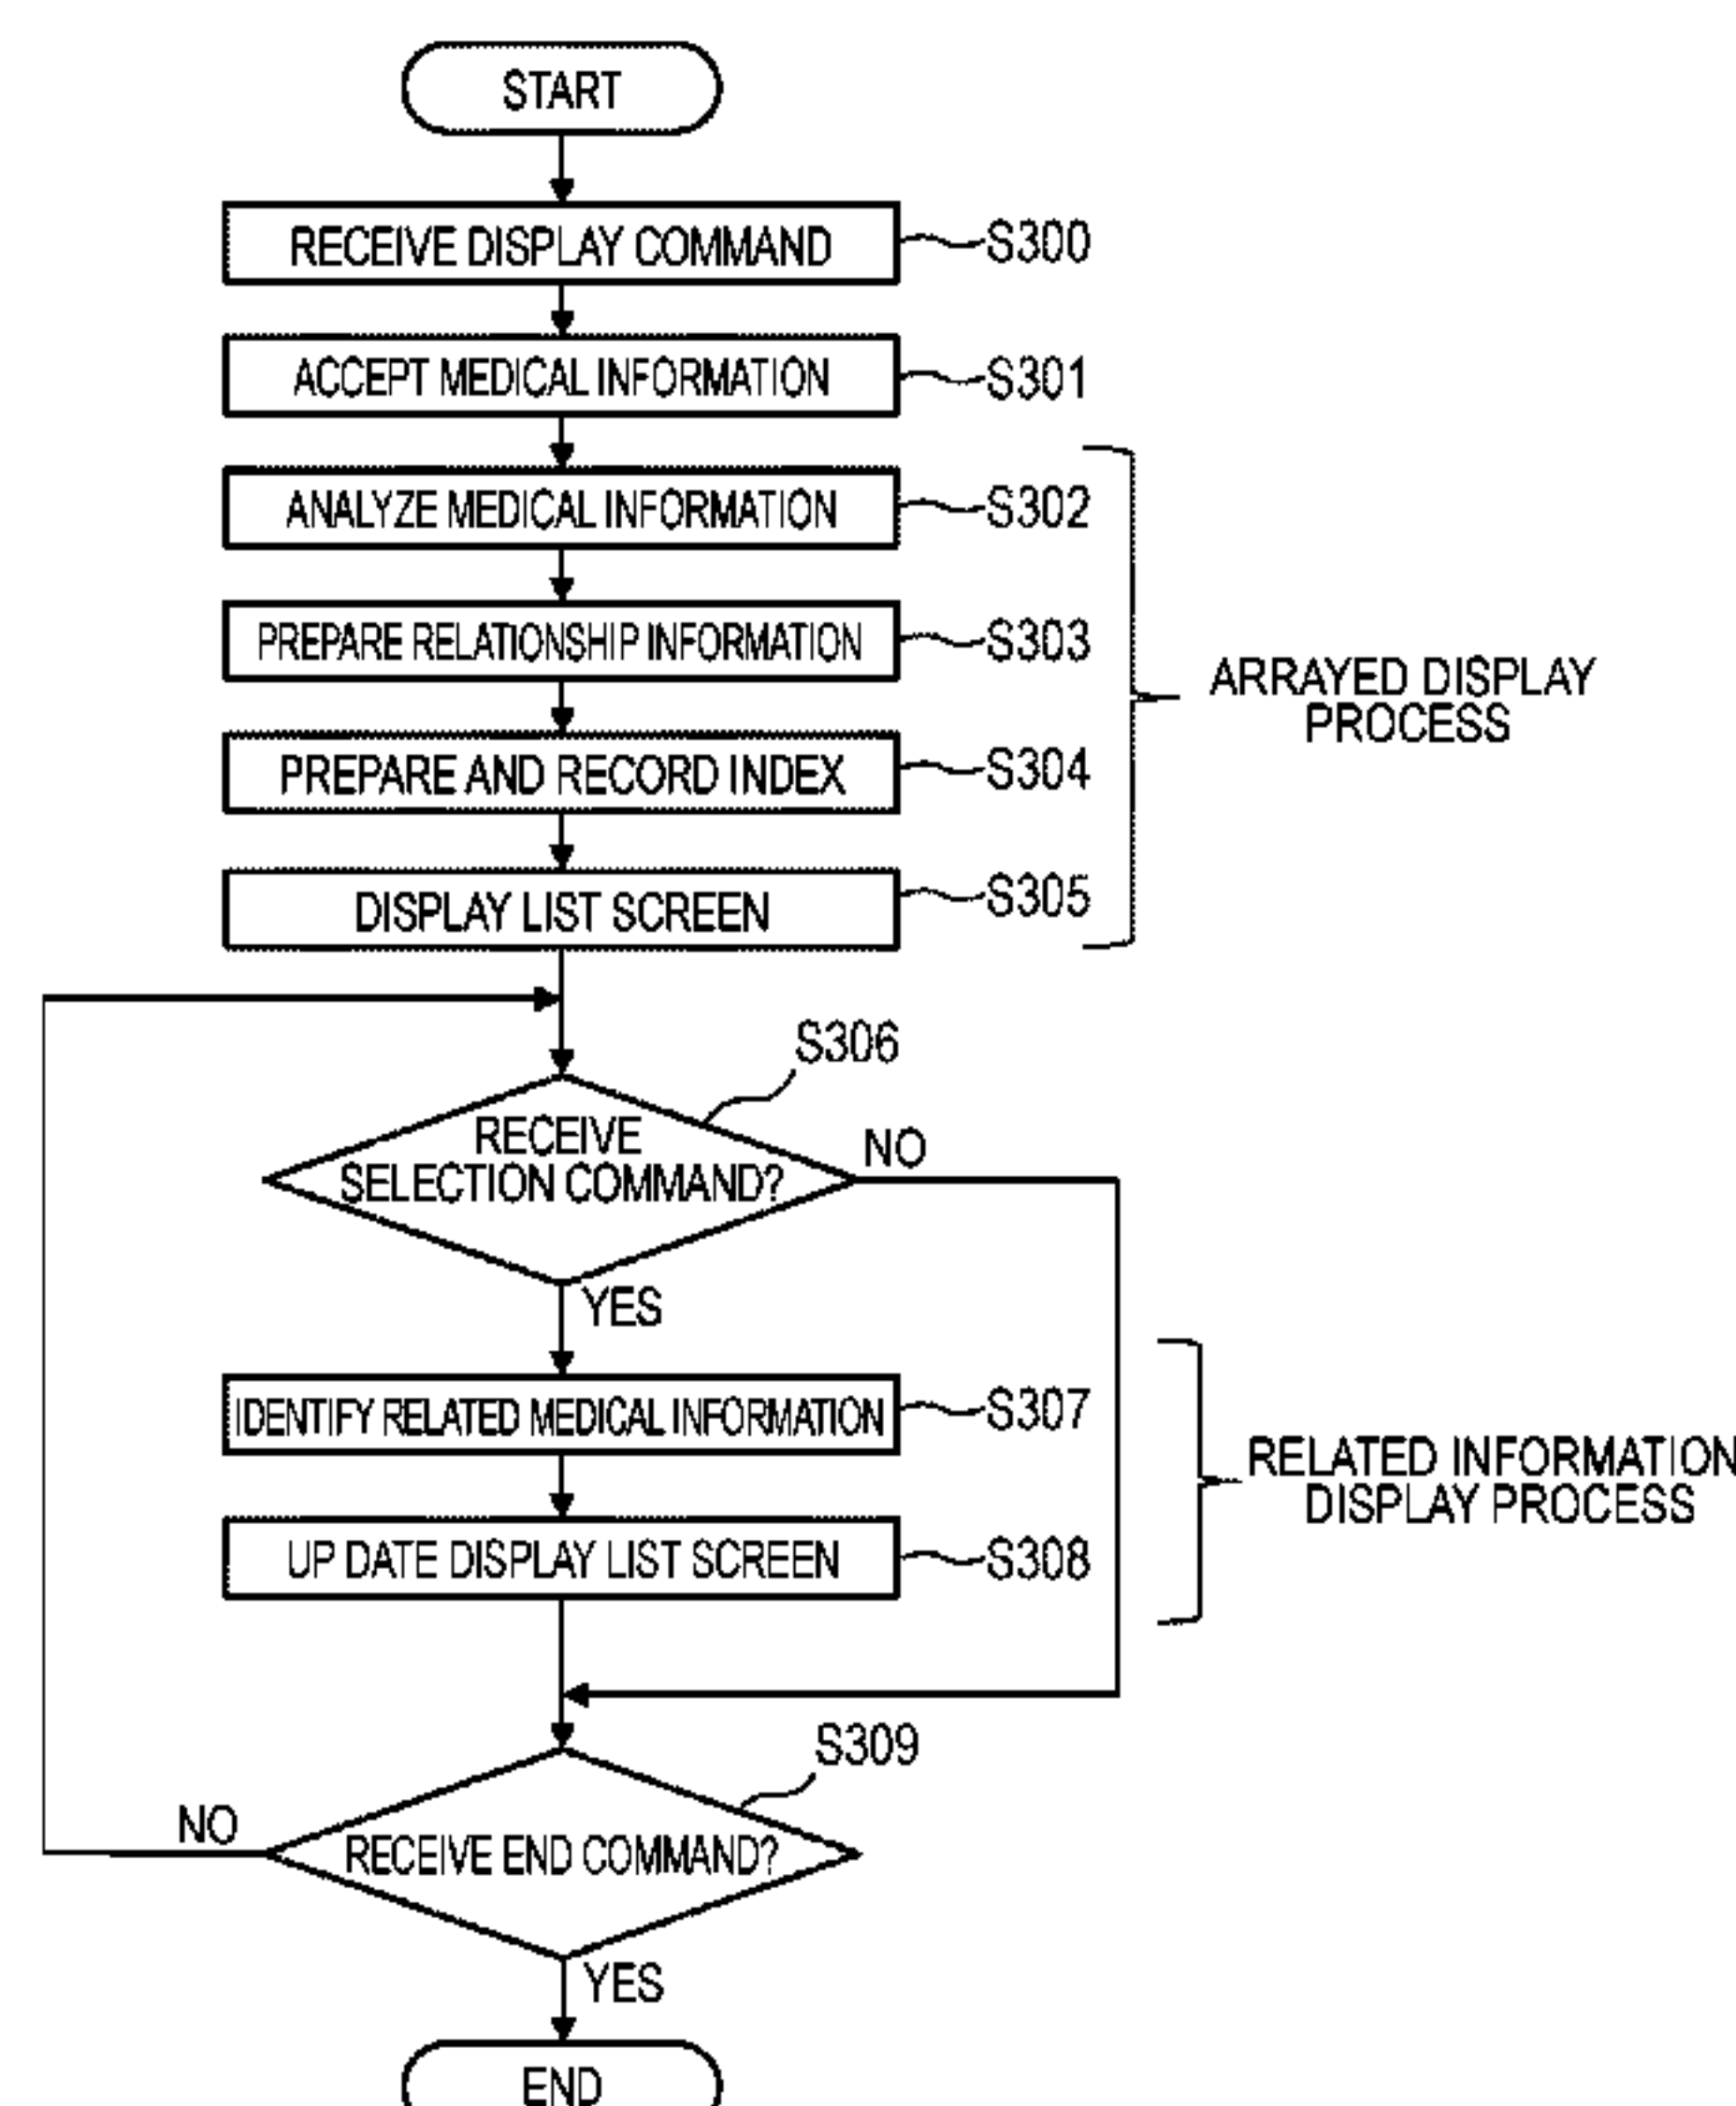 START
RECEIVE DISPLAY COMMAND
S300
ACCEPT MEDICAL INFORMATION
S301
ANALYZE MEDICAL INFORMATION
S302
PREPARE RELATIONSHIP INFORMATION
S303
ARRAYED DISPLAY
PROCESS
PREPARE AND RECORD INDEX
S304
DISPLAY LIST SCREEN
S305
S306
RECEIVE
SELECTION COMMAND?
NO
YES
IDENTIFY RELATED MEDICAL INFORMATION
S307
RELATED INFORMATION
DISPLAY PROCESS
UP DATE DISPLAY LIST SCREEN
S308
S309
NO
RECEIVE END COMMAND?
YES
END